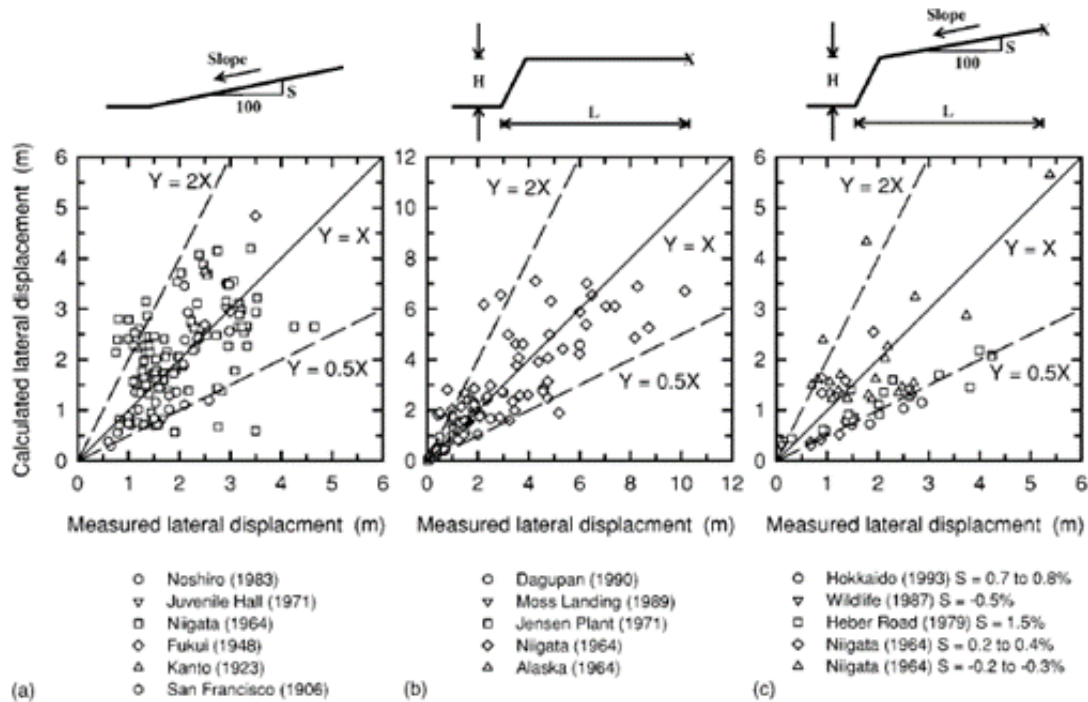 Slope
S
100
H
L
X
Slope
S
100
H
L
X
Calculated lateral displacement (m)
6
5
4
3
2
1
0
Y = 2X
Y = X
Y = 0.5X
0 1 2 3 4 5 6
Measured lateral displacment (m)
12
10
8
6
4
2
0
Y = 2X
Y = X
Y = 0.5X
0 2 4 6 8 10 12
Measured lateral displacment (m)
6
5
4
3
2
1
0
Y = 2X
Y = X
Y = 0.5X
0 1 2 3 4 5 6
Measured lateral displacment (m)
Noshiro (1983)
Juvenile Hall (1971)
Niigata (1964)
Fukui (1948)
Kanto (1923)
San Francisco (1906)
(a)
Dagupan (1990)
Moss Landing (1989)
Jensen Plant (1971)
Niigata (1964)
Alaska (1964)
(b)
Hokkaido (1993) S = 0.7 to 0.8%
Wildlife (1987) S = -0.5%
Heber Road (1979) S = 1.5%
Niigata (1964) S = 0.2 to 0.4%
Niigata (1964) S = -0.2 to -0.3%
(c)